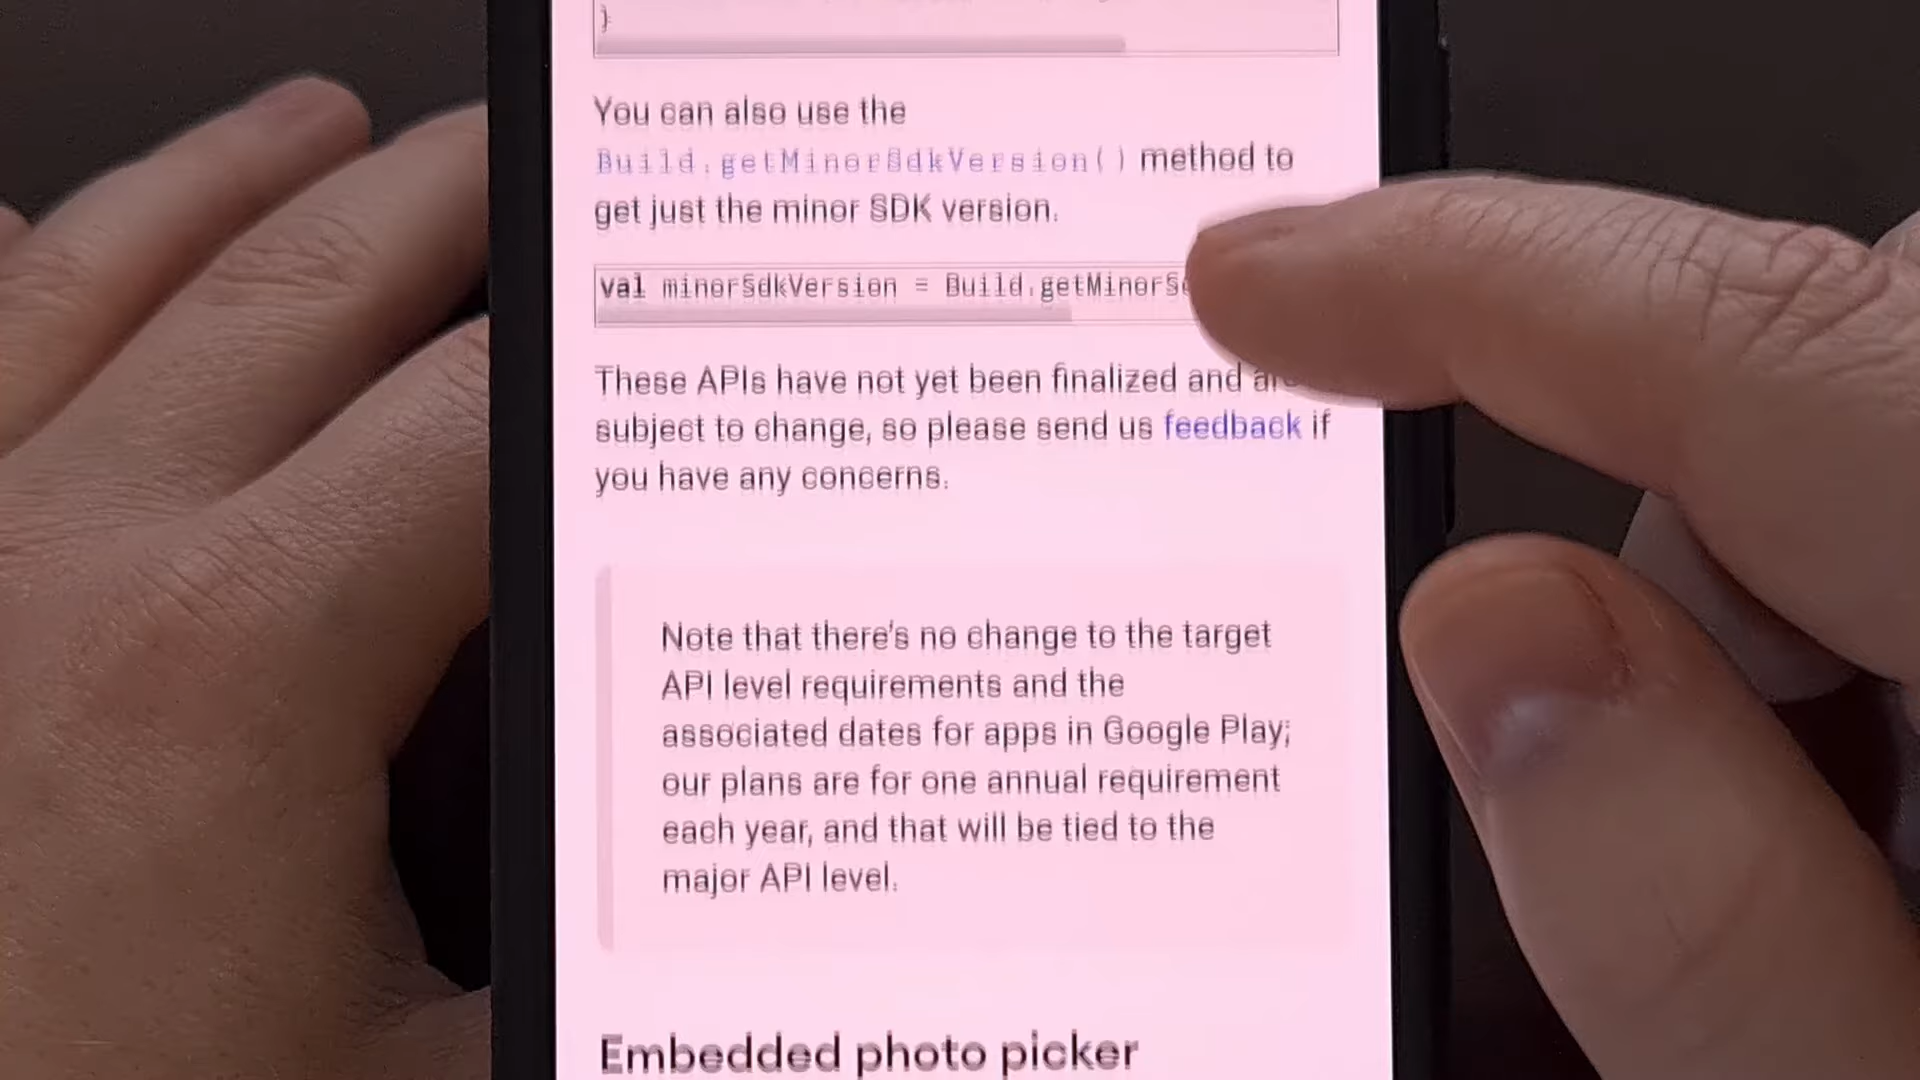 }
You can also use the
Build.getMinorSdkVersion() method to
get just the minor SDK version.
val minorSdkVersion = Build.getMinorS
These APIs have not yet been finalized and
subject to change, so please send us feedback if
you have any concerns.
Note that there's no change to the target
API level requirements and the
associated dates for apps in Google Play;
our plans are for one annual requirement
each year, and that will be tied to the
major API level.
Embedded photo picker